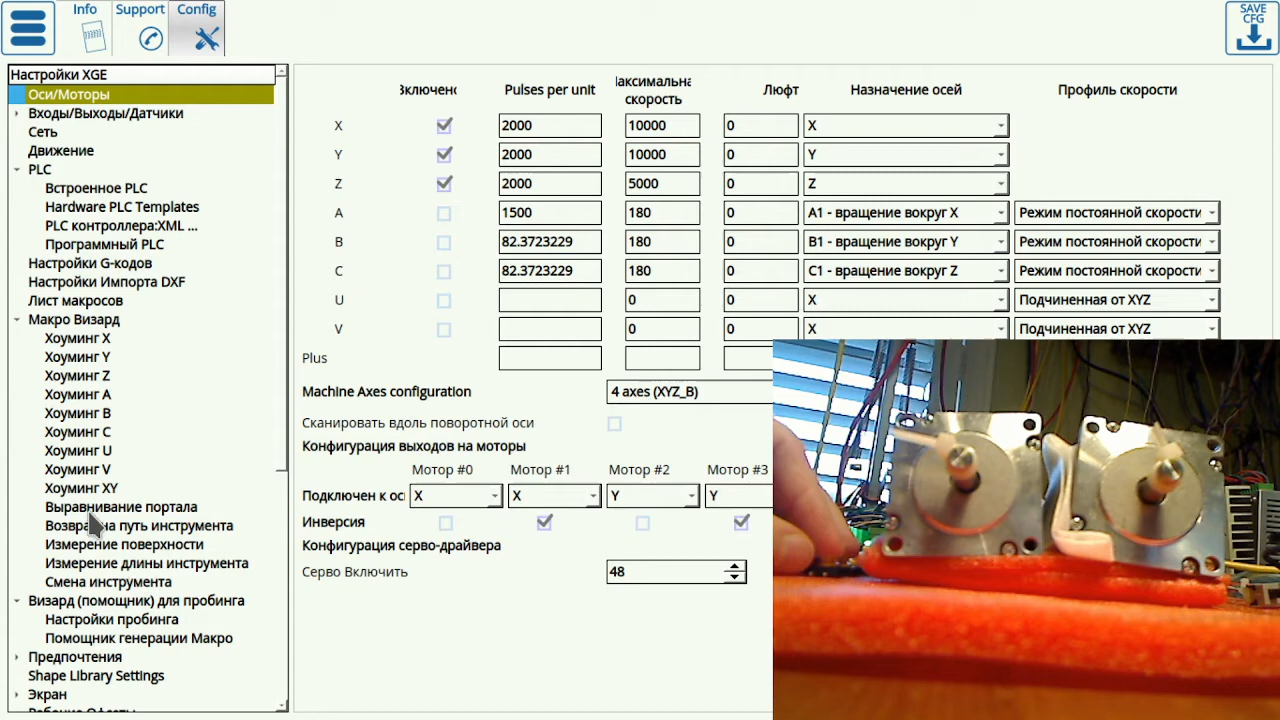 Info
Support
Config
SAVE
CFG
Настройки XGE
Оси/Моторы
Входы/Выходы/Датчики
Сеть
Движение
PLC
Встроенное PLC
Hardware PLC Templates
PLC контроллера:XML ...
Программный PLC
Настройки G-кодов
Настройки Импорта DXF
Лист макросов
Макро Визард
Хоуминг X
Хоуминг Y
Хоуминг Z
Хоуминг A
Хоуминг B
Хоуминг C
Хоуминг U
Хоуминг V
Хоуминг XY
Выравнивание портала
на путь инструмента
Измерение поверхности
Измерение длины инструмента
Смена инструмента
Визард (помощник) для пробинга
Настройки пробинга
Помощник генерации Макро
Предпочтения
Shape Library Settings
Экран
Pulses per unit
скорость
Люфт
Назначение осей
Профиль скорости
X 2000 10000 0 X
Y 2000 10000 0 Y
Z 2000 5000 0 Z
A 1500 180 0 A1 - вращение вокруг X Режим постоянной скорости
B 82.3723229 180 0 B1 - вращение вокруг Y Режим постоянной скорости
C 82.3723229 180 0 C1 - вращение вокруг Z Режим постоянной скорости
U 0 X Подчиненная от XYZ
V 0 X Подчиненная от XYZ
Plus
Machine Axes configuration 4 axes (XYZ_B)
Сканировать вдоль поворотной оси
Конфигурация выходов на моторы
Мотор #0 Мотор #1 Мотор #2 Мотор #3
Подключен к ос X X Y Y
Инверсия
Конфигурация серво-драйвера
Серво Включить 48